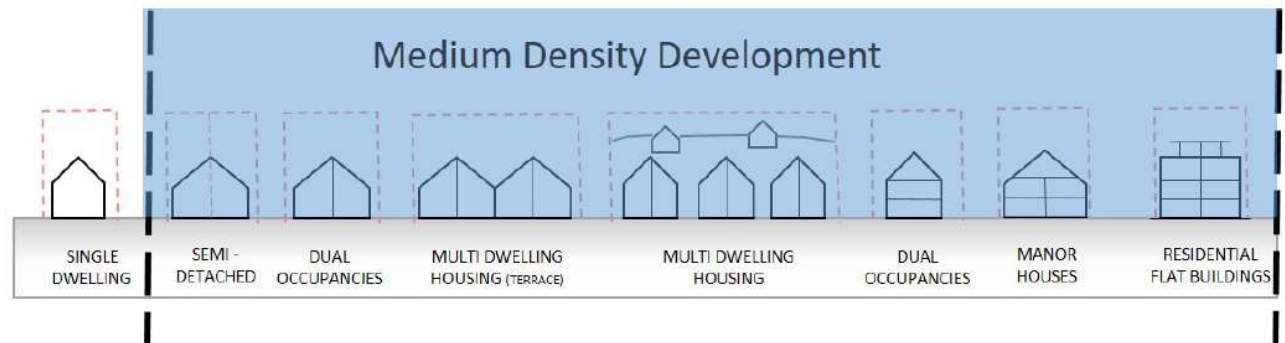 Medium Density Development
SINGLE
DWELLING
SEMI -
DETACHED
DUAL
OCCUPANCIES
MULTI DWELLING
HOUSING (TERRACE)
MULTI DWELLING
HOUSING
DUAL
OCCUPANCIES
MANOR
HOUSES
RESIDENTIAL
FLAT BUILDINGS